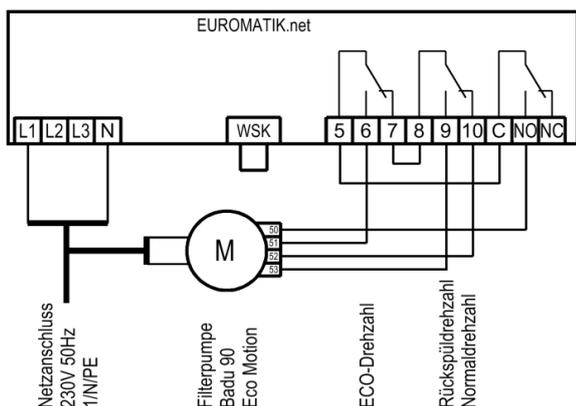 EUROMATIK.net
L1 L2 L3 N
WSK
5 6 7 8 9 10 C NO NC
M
50
51
52
53
Netzanschluss
230V 50Hz
1/N/PE
Filterpumpe
Badu 90
Eco Motion
ECO-Drehzahl
Rückspüldrehzahl
Normaldrehzahl